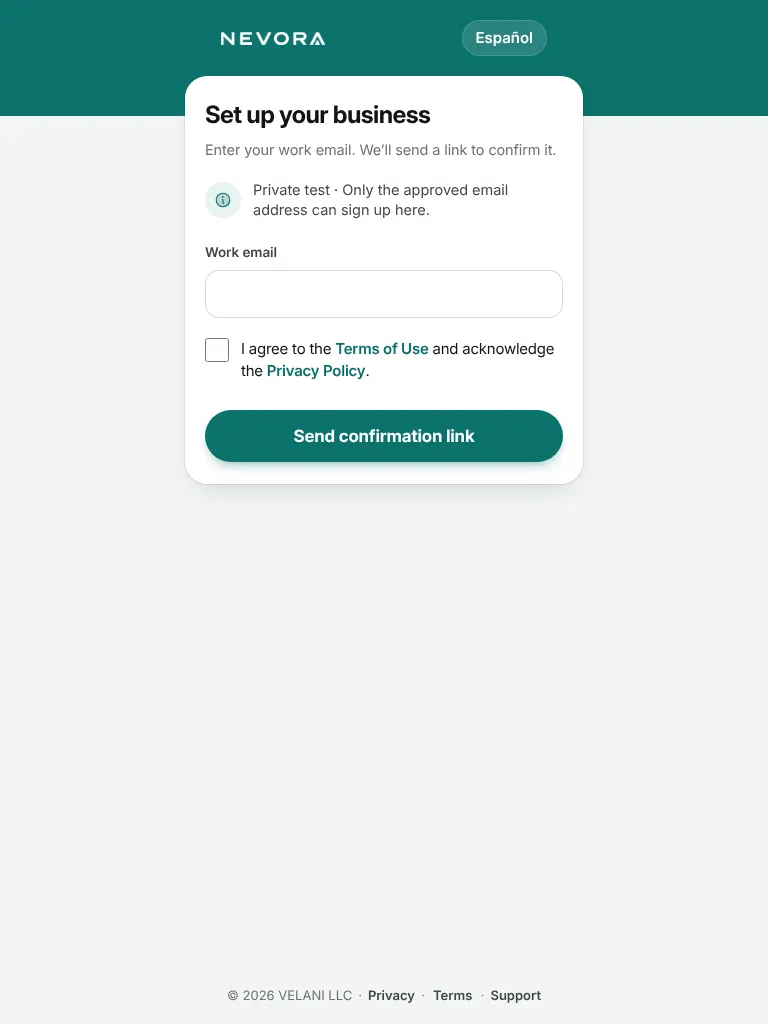 NEVORA
Español
Set up your business
Enter your work email. We’ll send a link to confirm it.
Private test · Only the approved email
address can sign up here.
Work email
I agree to the Terms of Use and acknowledge
the Privacy Policy.
Send confirmation link
© 2026 VELANI LLC · Privacy · Terms · Support